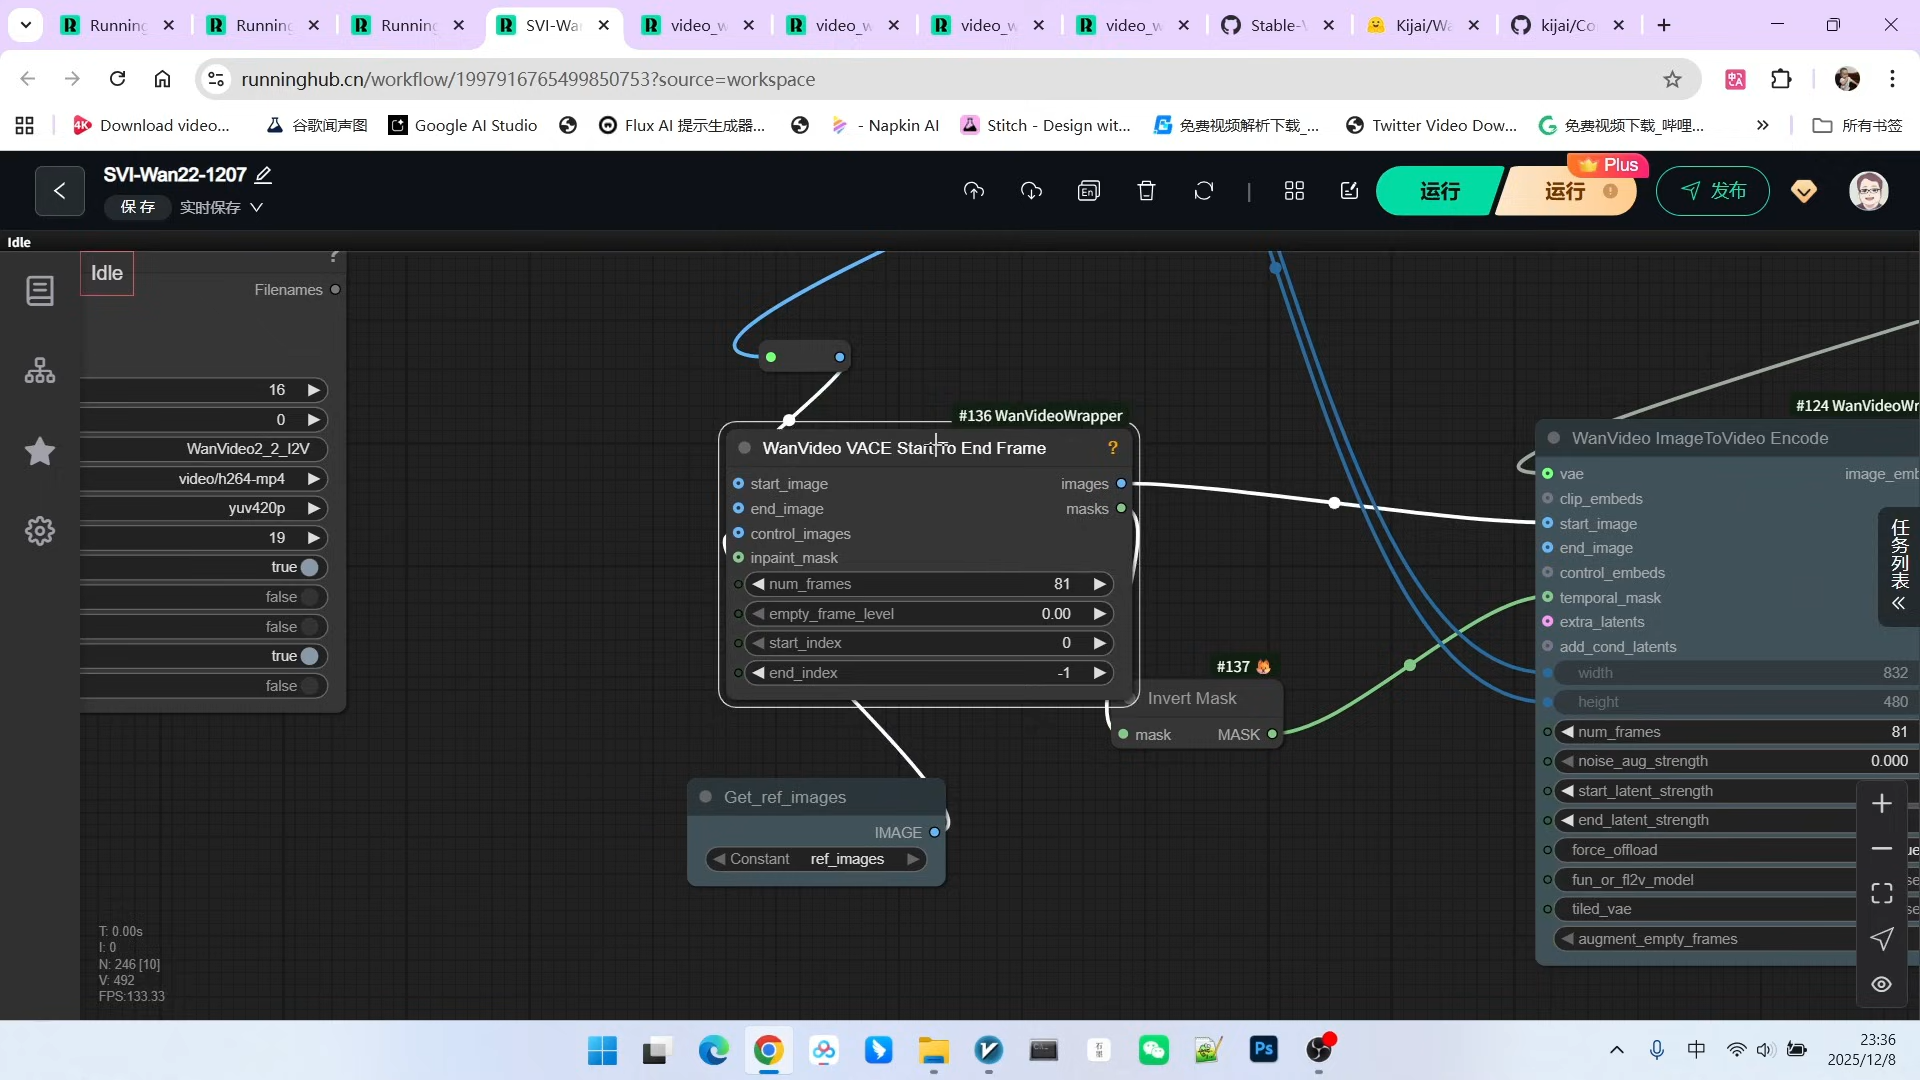 Running
Running
Running
SVI-Wa
video_w
video_w
video_w
video_w
Stable-V
Kijai/Wa
kijai/Co
runninghub.cn/workflow/1997916765499850753?source=workspace
Download video...
谷歌闻声图
Google AI Studio
Flux AI 提示生成器...
- Napkin AI
Stitch - Design wit...
免费视频解析下载_...
Twitter Video Dow...
免费视频下载_哔哩...
所有书签
SVI-Wan22-1207
保 存
实时保存
En
运行
运行
Plus
发布
Idle
Idle
?
Filenames
16
0
WanVideo2_2_I2V
video/h264-mp4
yuv420p
19
true
false
false
true
false
#136 WanVideoWrapper
WanVideo VACE Start To End Frame
?
start_image
images
end_image
masks
control_images
inpaint_mask
num_frames
81
empty_frame_level
0.00
start_index
0
end_index
-1
#137
Invert Mask
mask
MASK
Get_ref_images
IMAGE
Constant
ref_images
#124 WanVideoWr
WanVideo ImageToVideo Encode
vae
image_emb
clip_embeds
start_image
end_image
control_embeds
temporal_mask
extra_latents
add_cond_latents
width
832
height
480
num_frames
81
noise_aug_strength
0.000
start_latent_strength
end_latent_strength
force_offload
ue
fun_or_fl2v_model
se
tiled_vae
se
augment_empty_frames
任务列表
T: 0.00s
I: 0
N: 246 [10]
V: 492
FPS:133.33
Ps
中
23:36
2025/12/8